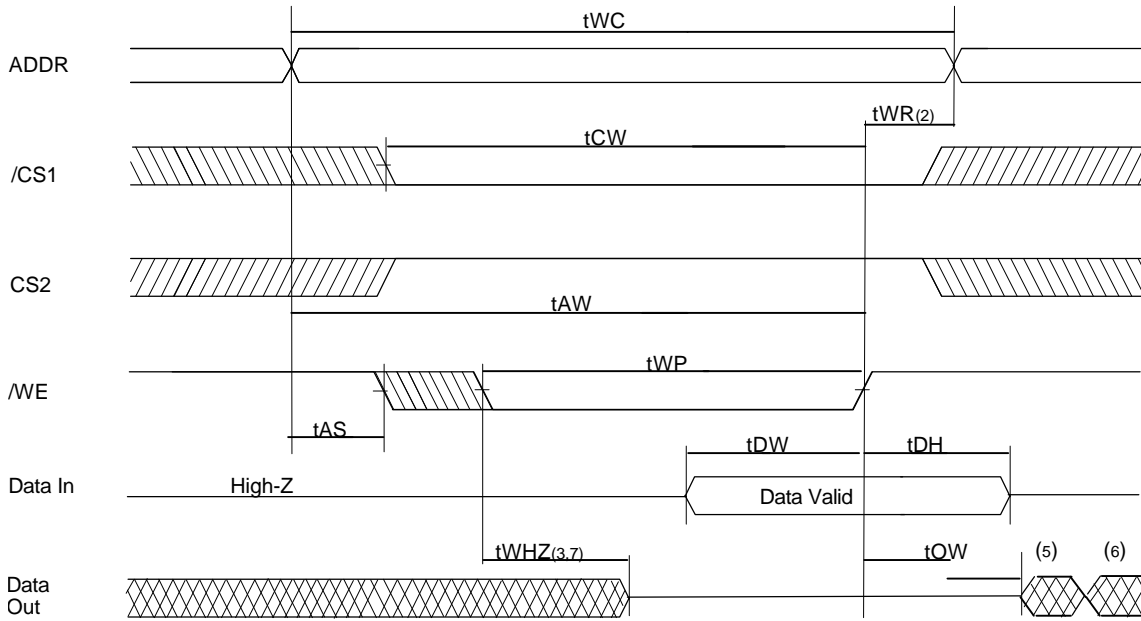 tWC
ADDR
tWR(2)
tCW
/CS1
CS2
tAW
tWP
/WE
tAS
tDW
tDH
Data In
High-Z
Data Valid
tWHZ(3,7)
tOW
(5)
(6)
Data
Out